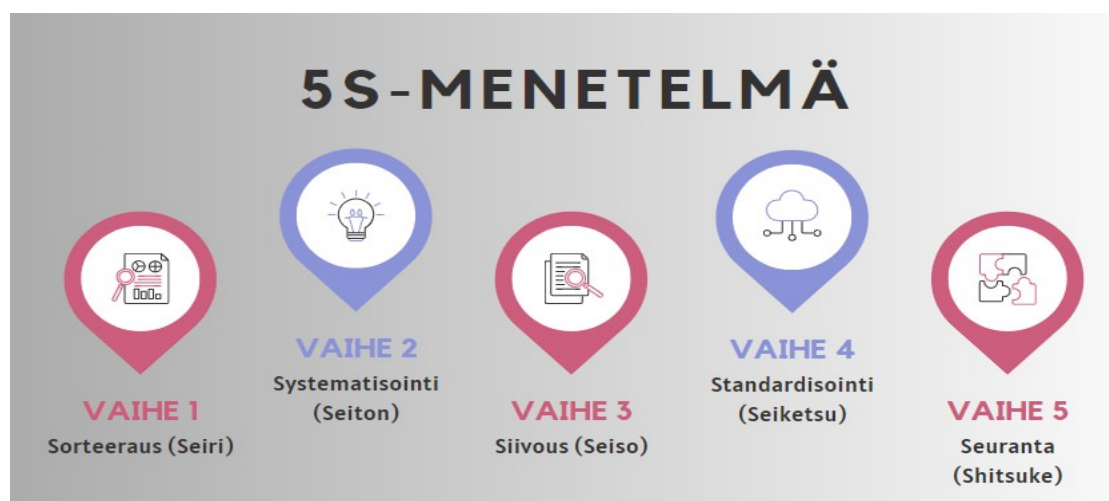 5S-MENETELMÄ
VAIHE 1
Sorteeraus (Seiri)
VAIHE 2
Systematisointi
(Seiton)
VAIHE 3
Siivous (Seiso)
VAIHE 4
Standardisointi
(Seiketsu)
VAIHE 5
Seuranta
(Shitsuke)